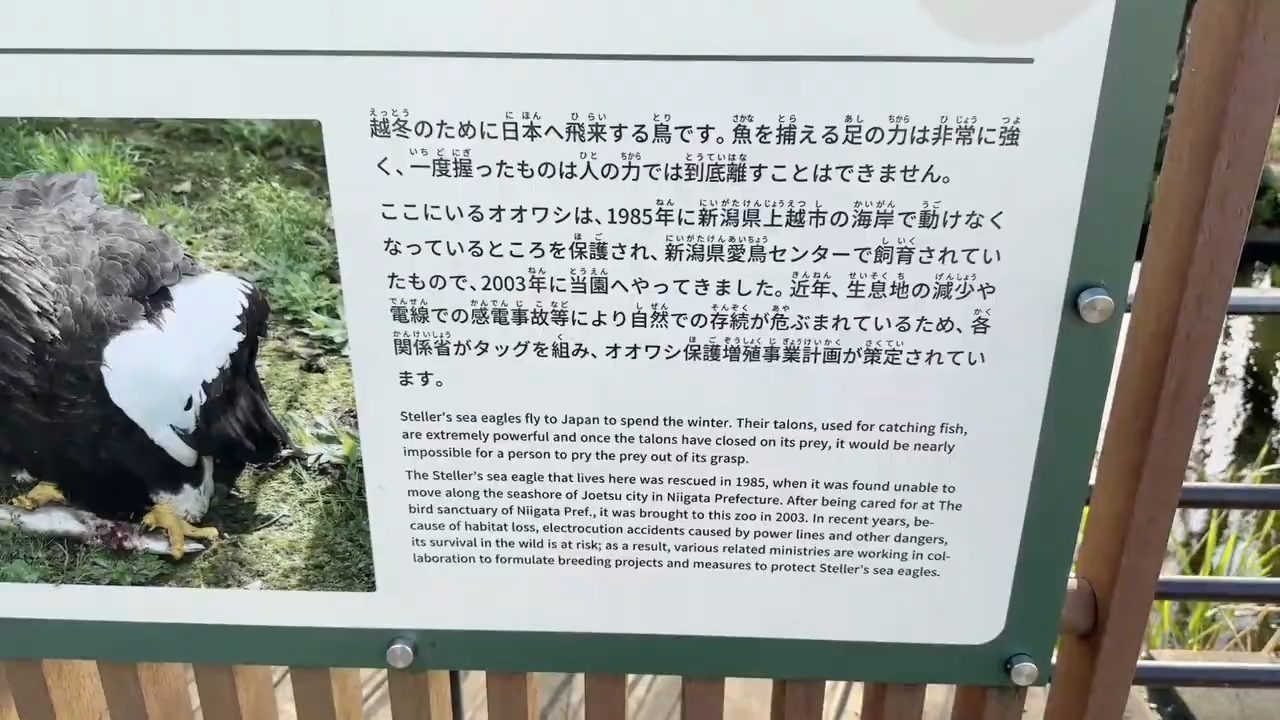 越冬のために日本へ飛来する鳥です。魚を捕える足の力は非常に強
く、一度握ったものは人の力では到底離すことはできません。
ここにいるオオワシは、1985年に新潟県上越市の海岸で動けなく
なっているところを保護され、新潟県愛鳥センターで飼育されてい
たもので、2003年に当園へやってきました。近年、生息地の減少や
電線での感電事故等により自然での存続が危ぶまれているため、各
関係省がタッグを組み、オオワシ保護増殖事業計画が策定されてい
ます。
Steller's sea eagles fly to Japan to spend the winter. Their talons, used for catching fish,
are extremely powerful and once the talons have closed on its prey, it would be nearly
impossible for a person to pry the prey out of its grasp.
The Steller's sea eagle that lives here was rescued in 1985, when it was found unable to
move along the seashore of Joetsu city in Niigata Prefecture. After being cared for at The
bird sanctuary of Niigata Pref., it was brought to this zoo in 2003. In recent years, be-
cause of habitat loss, electrocution accidents caused by power lines and other dangers,
its survival in the wild is at risk; as a result, various related ministries are working in col-
laboration to formulate breeding projects and measures to protect Steller's sea eagles.